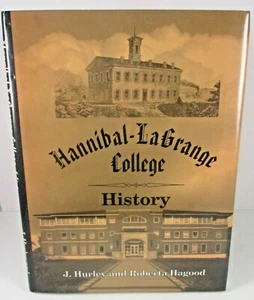 Hannibal-LaGrange
College
History
J. Hurley and Roberta Hagood